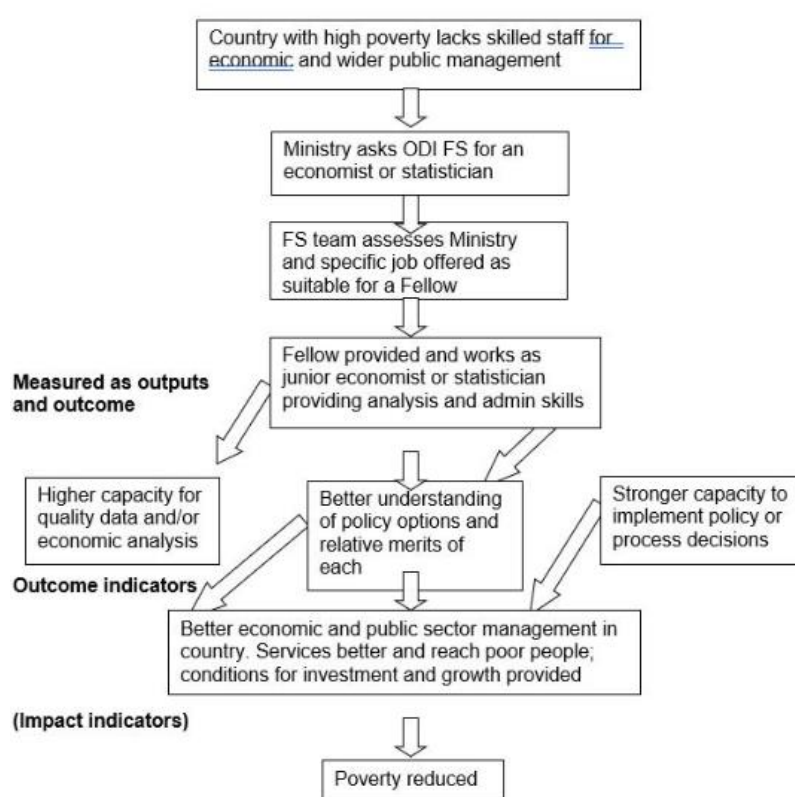 Country with high poverty lacks skilled staff for
economic and wider public management
Ministry asks ODI FS for an
economist or statistician
FS team assesses Ministry
and specific job offered as
suitable for a Fellow
Fellow provided and works as
junior economist or statistician
providing analysis and admin skills
Measured as outputs
and outcome
Higher capacity for
quality data and/or
economic analysis
Better understanding
of policy options and
relative merits of
each
Stronger capacity to
implement policy or
process decisions
Outcome indicators
Better economic and public sector management in
country. Services better and reach poor people;
conditions for investment and growth provided
(Impact indicators)
Poverty reduced